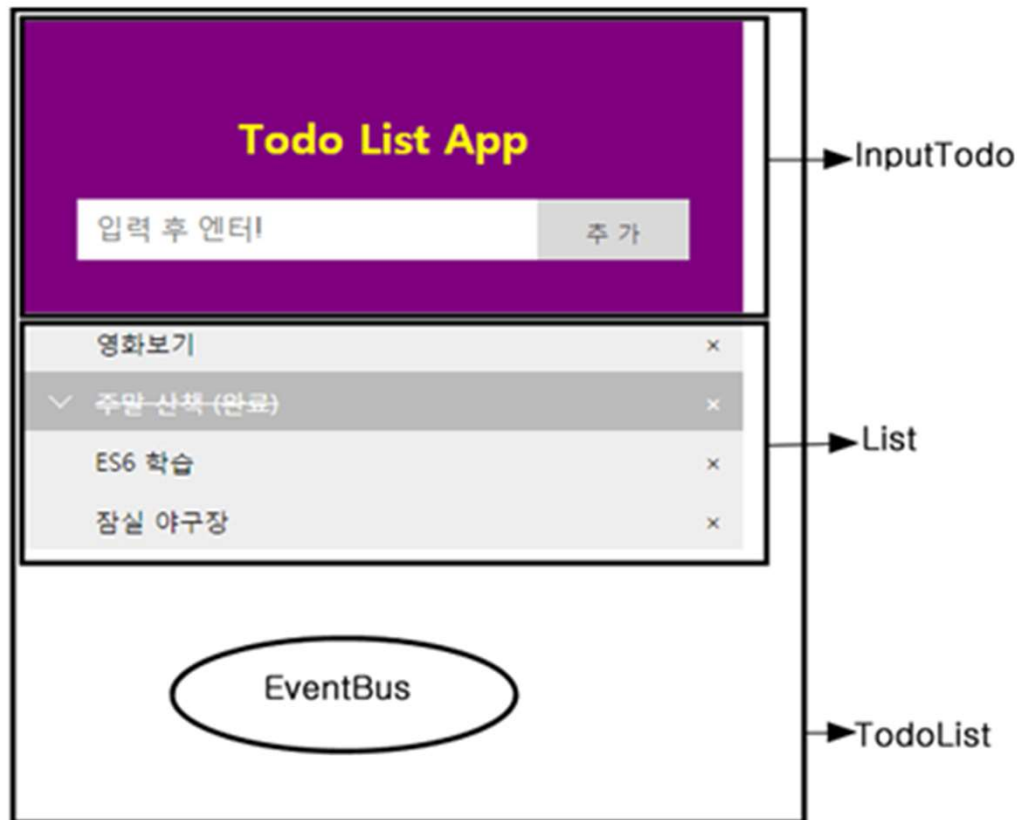 Todo List App
입력 후 엔터!
추 가
InputTodo
영화보기 ×
주말 산책 (완료) ×
ES6 학습 ×
잠실 야구장 ×
List
EventBus
TodoList